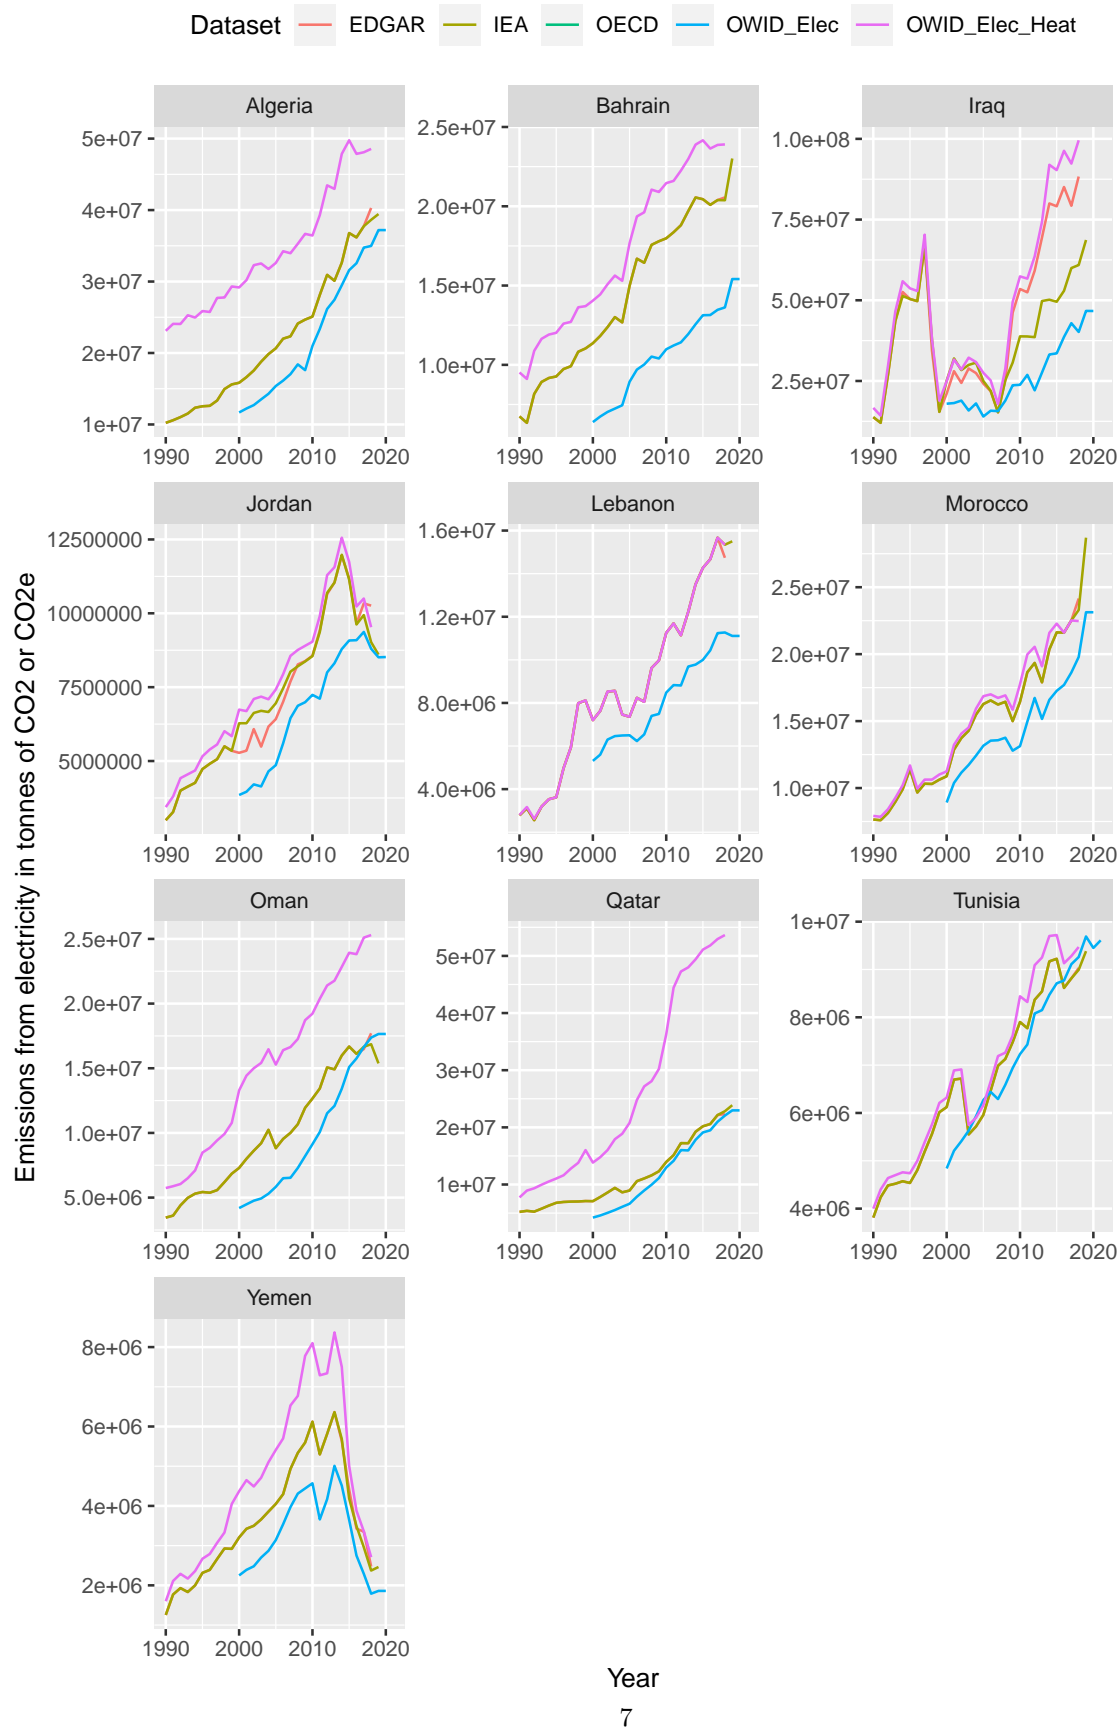 Dataset EDGAR IEA OECD OWID_Elec OWID_Elec_Heat
Algeria Bahrain Iraq
5e+07
4e+07
3e+07
2e+07
1e+07
1990 2000 2010 2020
2.5e+07
2.0e+07
1.5e+07
1.0e+07
1990 2000 2010 2020
1.0e+08
7.5e+07
5.0e+07
2.5e+07
1990 2000 2010 2020
Jordan Lebanon Morocco
12500000
10000000
7500000
5000000
1990 2000 2010 2020
1.6e+07
1.2e+07
8.0e+06
4.0e+06
1990 2000 2010 2020
2.5e+07
2.0e+07
1.5e+07
1.0e+07
1990 2000 2010 2020
Oman Qatar Tunisia
2.5e+07
2.0e+07
1.5e+07
1.0e+07
5.0e+06
1990 2000 2010 2020
5e+07
4e+07
3e+07
2e+07
1e+07
1990 2000 2010 2020
1e+07
8e+06
6e+06
4e+06
1990 2000 2010 2020
Yemen
8e+06
6e+06
4e+06
2e+06
1990 2000 2010 2020
Emissions from electricity in tonnes of CO2 or CO2e
Year
7